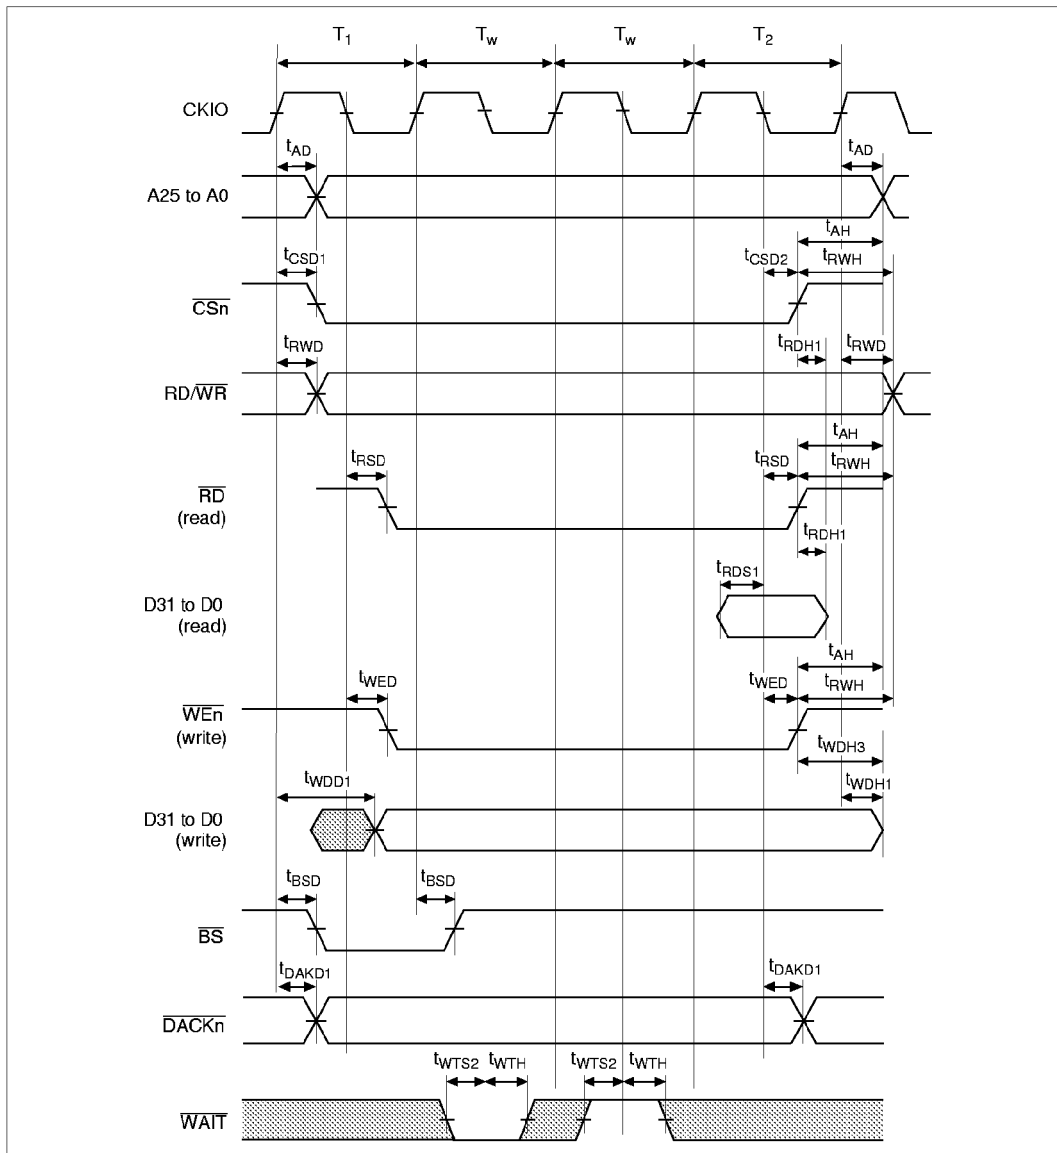 T1 Tw Tw T2
CKIO
tAD tAD
A25 to A0
tAH
tCSD1 tCSD2 tRWH
CSn
tRDH1 tRWD
tRWD
RD/WR
tAH
tRSD tRSD tRWH
RD
(read)
tRDH1
tRDS1
D31 to D0
(read)
tAH
tWED tWED tRWH
WEn
(write)
tWDH3
tWDD1 tWDH1
D31 to D0
(write)
tBSD tBSD
BS
tDAKD1 tDAKD1
DACKn
tWTS2 tWTH tWTS2 tWTH
WAIT